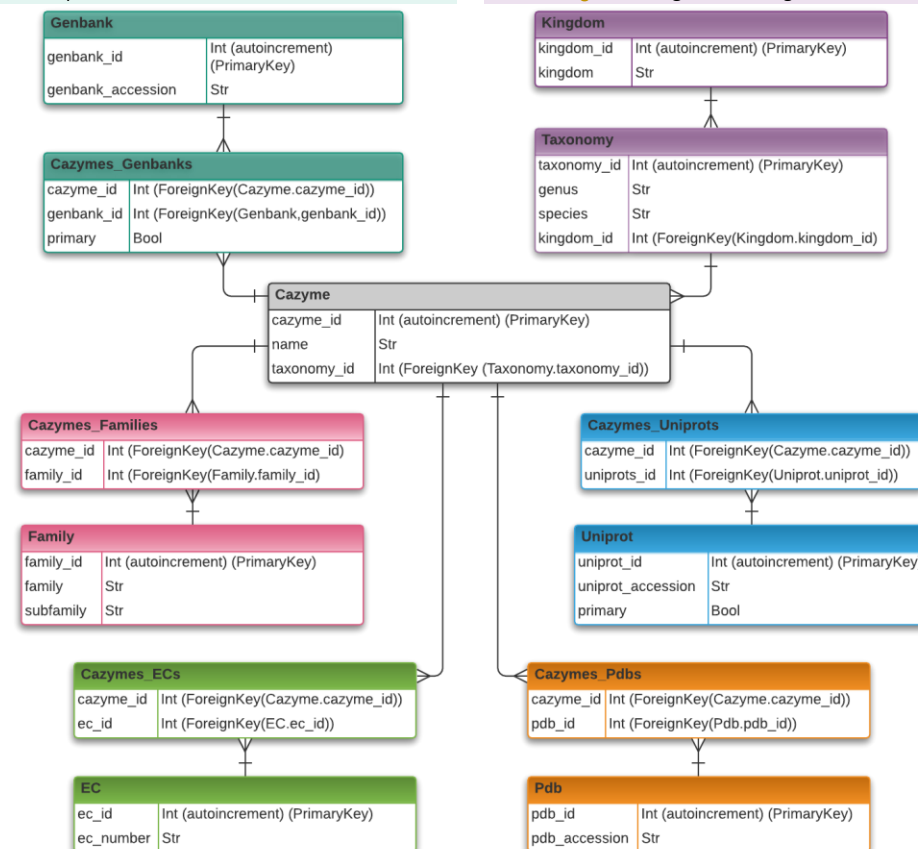 Genbank
genbank_id Int (autoincrement)
(PrimaryKey)
genbank_accession Str
Kingdom
kingdom_id Int (autoincrement) (PrimaryKey)
kingdom Str
Cazymes_Genbanks
cazyme_id Int (ForeignKey(Cazyme.cazyme_id))
genbank_id Int (ForeignKey(Genbank,genbank_id))
primary Bool
Taxonomy
taxonomy_id Int (autoincrement) (PrimaryKey)
genus Str
species Str
kingdom_id Int (ForeignKey(Kingdom.kingdom_id)
Cazyme
cazyme_id Int (autoincrement) (PrimaryKey)
name Str
taxonomy_id Int (ForeignKey (Taxonomy.taxonomy_id))
Cazymes_Families
cazyme_id Int (ForeignKey(Cazyme.cazyme_id)
family_id Int (ForeignKey(Family.family_id)
Cazymes_Uniprots
cazyme_id Int (ForeignKey(Cazyme.cazyme_id))
uniprots_id Int (ForeignKey(Uniprot.uniprot_id))
Family
family_id Int (autoincrement) (PrimaryKey)
family Str
subfamily Str
Uniprot
uniprot_id Int (autoincrement) (PrimaryKey
uniprot_accession Str
primary Bool
Cazymes_ECs
cazyme_id Int (ForeignKey(Cazyme.cazyme_id))
ec_id Int (ForeignKey(EC.ec_id))
Cazymes_Pdbs
cazyme_id Int (ForeignKey(Cazyme.cazyme_id))
pdb_id Int (ForeignKey(Pdb.pdb_id))
EC
ec_id Int (autoincrement) (PrimaryKey)
ec_number Str
Pdb
pdb_id Int (autoincrement) (PrimaryKey)
pdb_accession Str